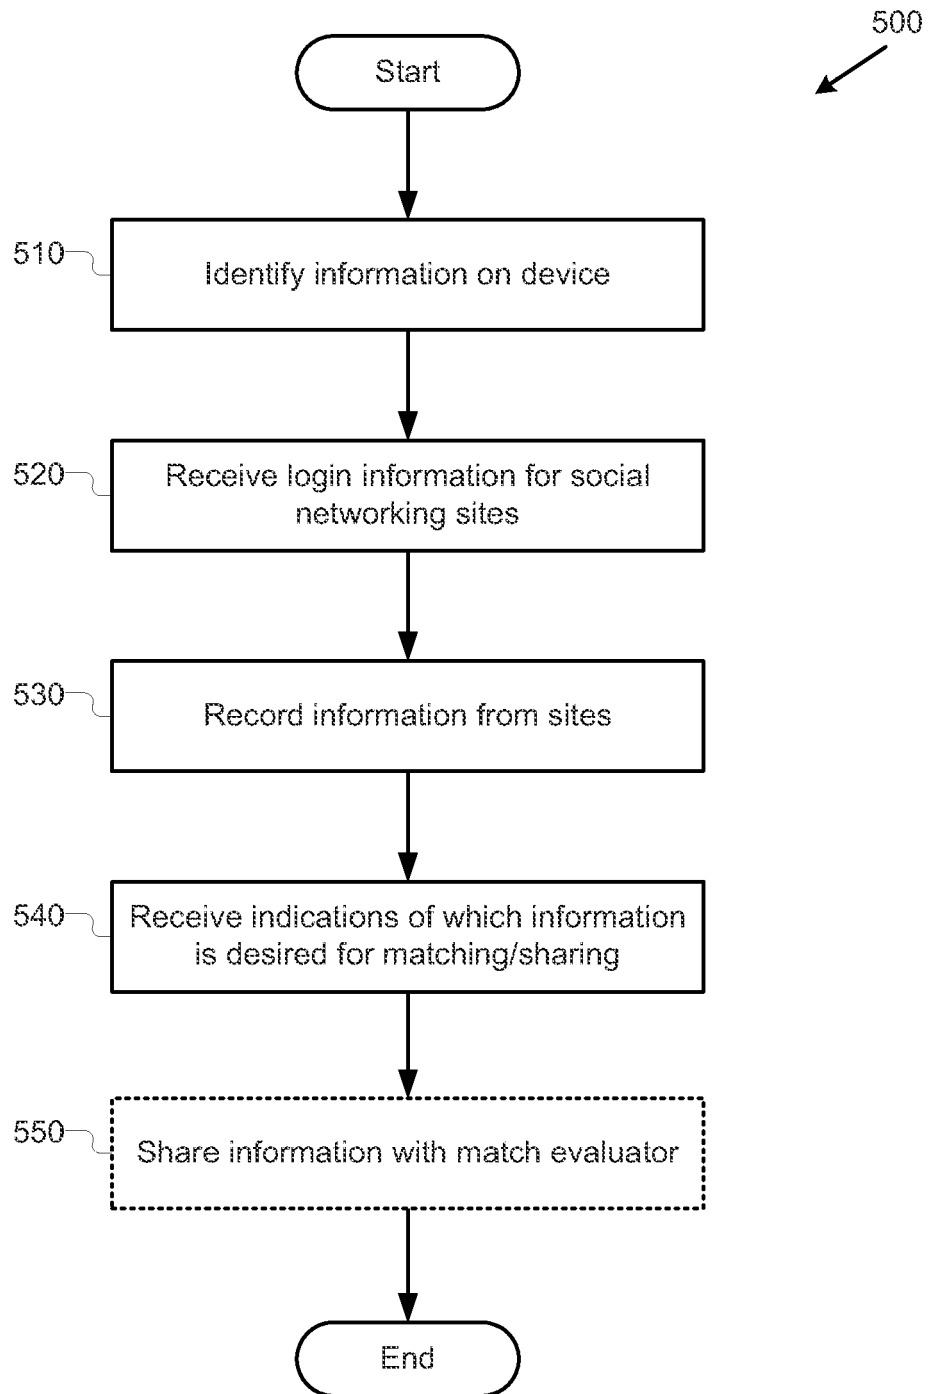 500
Start
510
Identify information on device
520
Receive login information for social
networking sites
530
Record information from sites
540
Receive indications of which information
is desired for matching/sharing
550
Share information with match evaluator
End